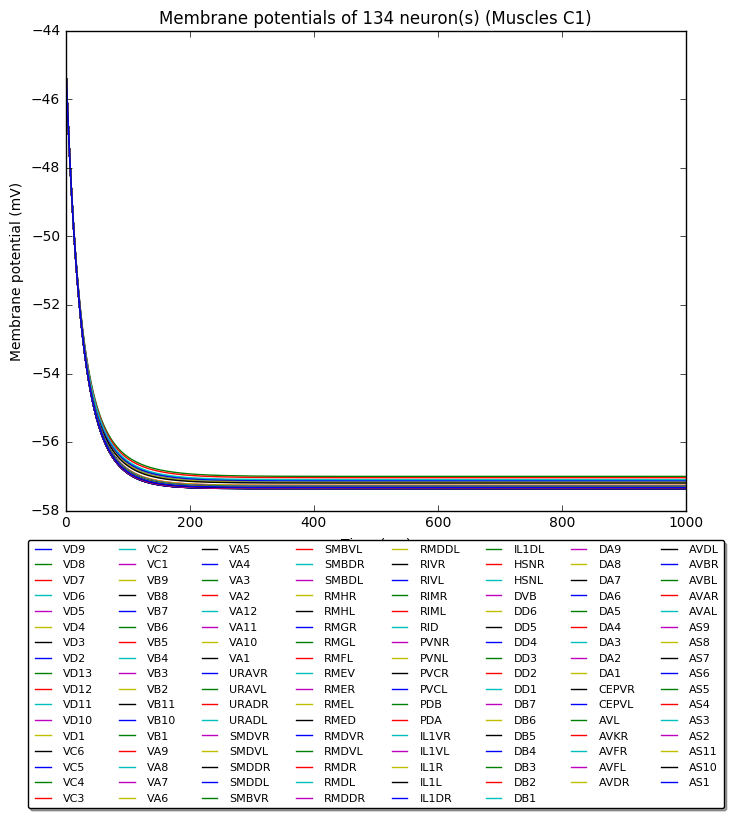 Membrane potentials of 134 neuron(s) (Muscles C1)
−44
−46
−48
−50
−52
−54
−56
−58
Membrane potential (mV)
0 200 400 600 800 1000
VD9 VC2 VA5 SMBVL RMDDL IL1DL DA9 AVDL
VD8 VC1 VA4 SMBDR RIVR HSNR DA8 AVBR
VD7 VB9 VA3 SMBDL RIVL HSNL DA7 AVBL
VD6 VB8 VA2 RMHR RIMR DVB DA6 AVAR
VD5 VB7 VA12 RMHL RIML DD6 DA5 AVAL
VD4 VB6 VA11 RMGR RID DD5 DA4 AS9
VD3 VB5 VA10 RMGL PVNR DD4 DA3 AS8
VD2 VB4 VA1 RMFL PVNL DD3 DA2 AS7
VD13 VB3 URAVR RMEV PVCR DD2 DA1 AS6
VD12 VB2 URAVL RMER PVCL DD1 CEPVR AS5
VD11 VB11 URADR RMEL PDB DB7 CEPVL AS4
VD10 VB10 URADL RMED PDA DB6 AVL AS3
VD1 VB1 SMDVR RMDVR IL1VR DB5 AVKR AS2
VC6 VA9 SMDVL RMDVL IL1VL DB4 AVFR AS11
VC5 VA8 SMDDR RMDR IL1R DB3 AVFL AS10
VC4 VA7 SMDDL RMDL IL1L DB2 AVDR AS1
VC3 VA6 SMBVR RMDDR IL1DR DB1